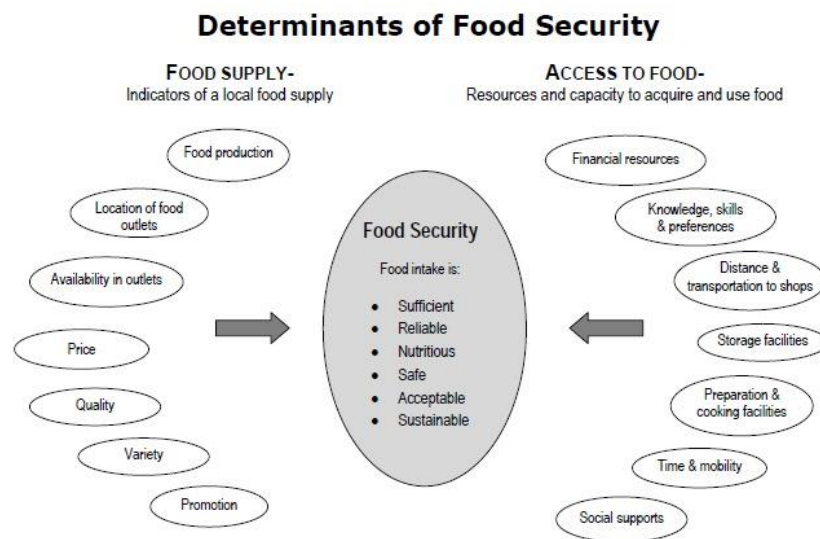 Determinants of Food Security
FOOD SUPPLY-
Indicators of a local food supply
Food production
Location of food
outlets
Availability in outlets
Price
Quality
Variety
Promotion
Food Security
Food intake is:
• Sufficient
• Reliable
• Nutritious
• Safe
• Acceptable
• Sustainable
ACCESS TO FOOD-
Resources and capacity to acquire and use food
Financial resources
Knowledge, skills
& preferences
Distance &
transportation to shops
Storage facilities
Preparation &
cooking facilities
Time & mobility
Social supports